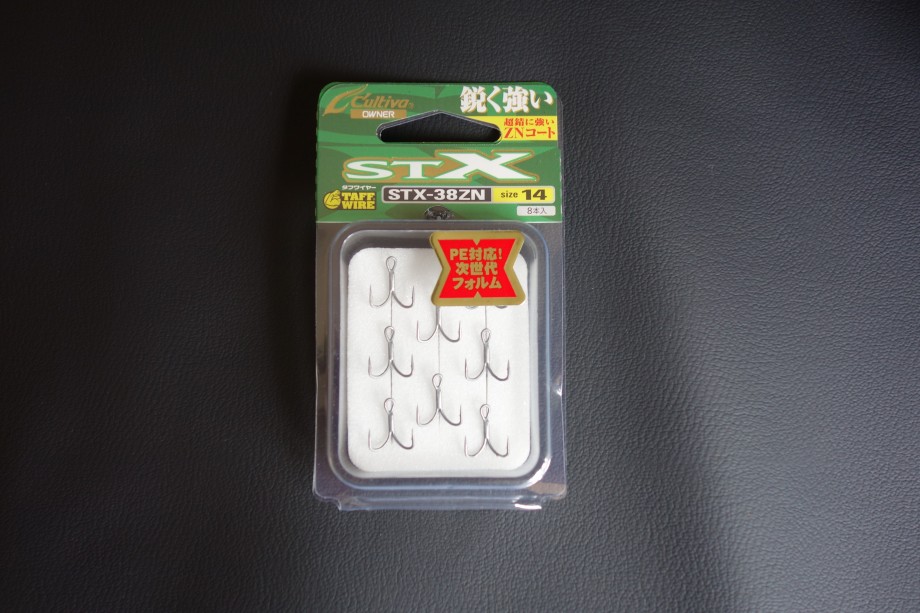 Cultiva
OWNER
鋭く強い
超錆に強い
ZNコート
STX
タフワイヤー
TAFF
WIRE
STX-38ZN
size 14
8本入
PE対応!
次世代
フォルム